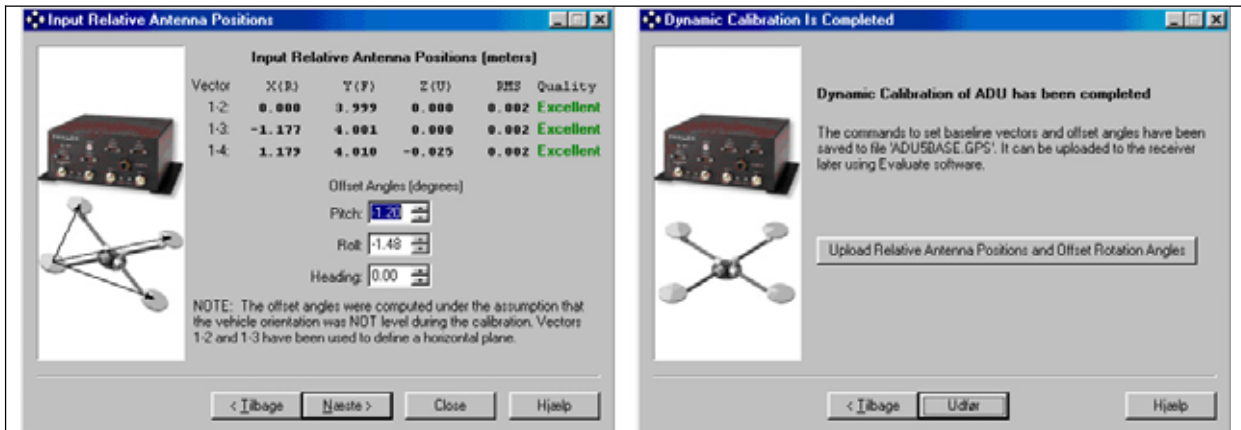 Input Relative Antenna Positions
Input Relative Antenna Positions (meters)
Vector X(R) Y(F) Z(U) RMS Quality
1-2: 0.000 3.999 0.000 0.002 Excellent
1-3: -1.177 4.001 0.000 0.002 Excellent
1-4: 1.179 4.010 -0.025 0.002 Excellent
Offset Angles (degrees)
Pitch: -1.20
Roll: -1.48
Heading: 0.00
NOTE: The offset angles were computed under the assumption that
the vehicle orientation was NOT level during the calibration. Vectors
1-2 and 1-3 have been used to define a horizontal plane.
< Tilbage Næste > Close Hjælp
Dynamic Calibration Is Completed
Dynamic Calibration of ADU has been completed
The commands to set baseline vectors and offset angles have been
saved to file 'ADU5BASE.GPS'. It can be uploaded to the receiver
later using Evaluate software.
Upload Relative Antenna Positions and Offset Rotation Angles
< Tilbage Udfør Hjælp